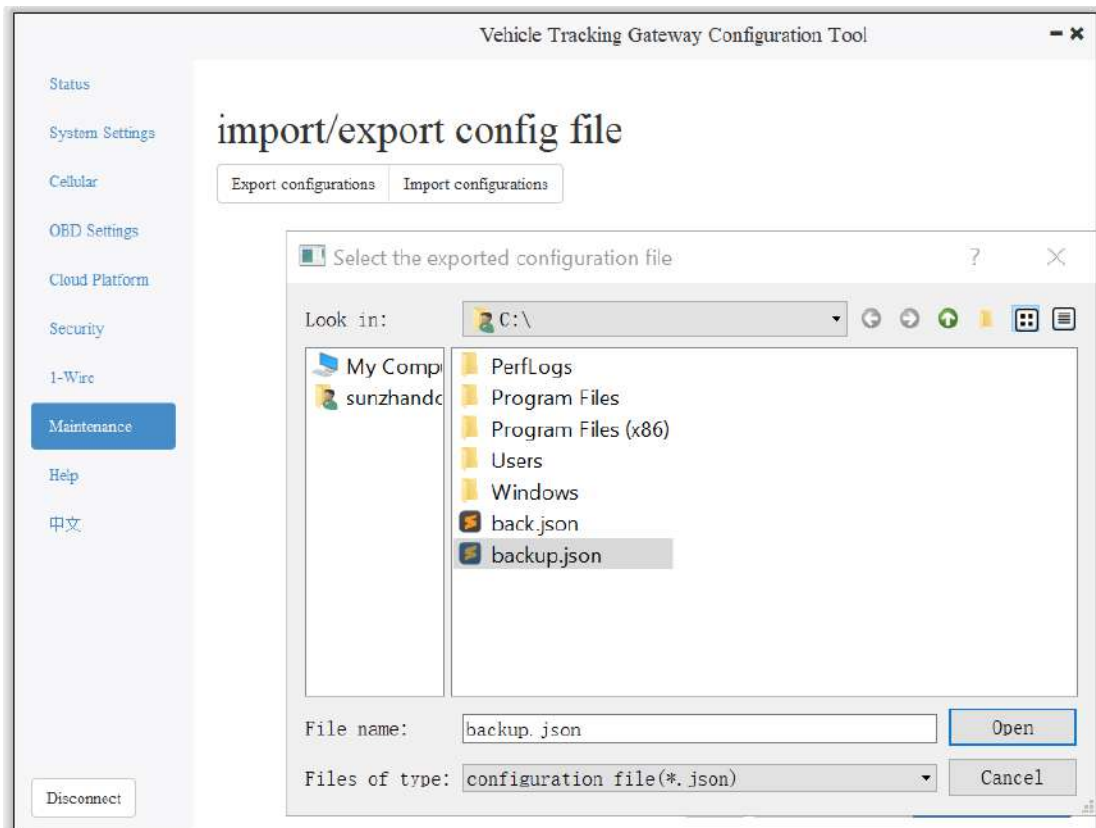 Vehicle Tracking Gateway Configuration Tool
Status
System Settings
Cellular
OBD Settings
Cloud Platform
Security
1-Wire
Maintenance
Help
中文
Disconnect
import/export config file
Export configurations Import configurations
Select the exported configuration file
Look in: C:\
My Compu
sunzhandc
PerfLogs
Program Files
Program Files (x86)
Users
Windows
back.json
backup.json
File name: backup. json Open
Files of type: configuration file(*. json) Cancel